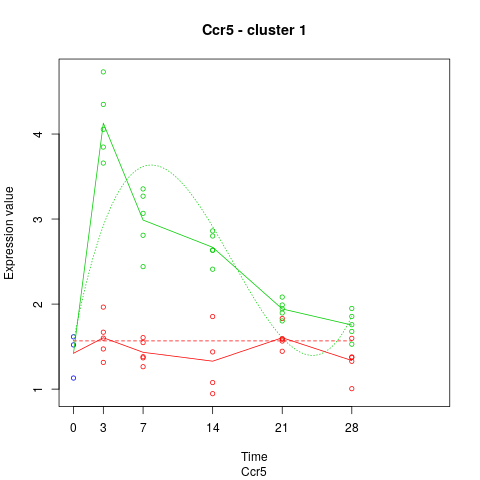 Ccr5 - cluster 1
Expression value
4
3
2
1
0 3 7 14 21 28
Time
Ccr5